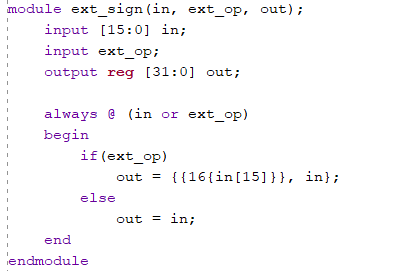 module ext_sign(in, ext_op, out);
    input [15:0] in;
    input ext_op;
    output reg [31:0] out;

    always @ (in or ext_op)
    begin
        if(ext_op)
            out = {{16{in[15]}}, in};
        else
            out = in;
    end
endmodule